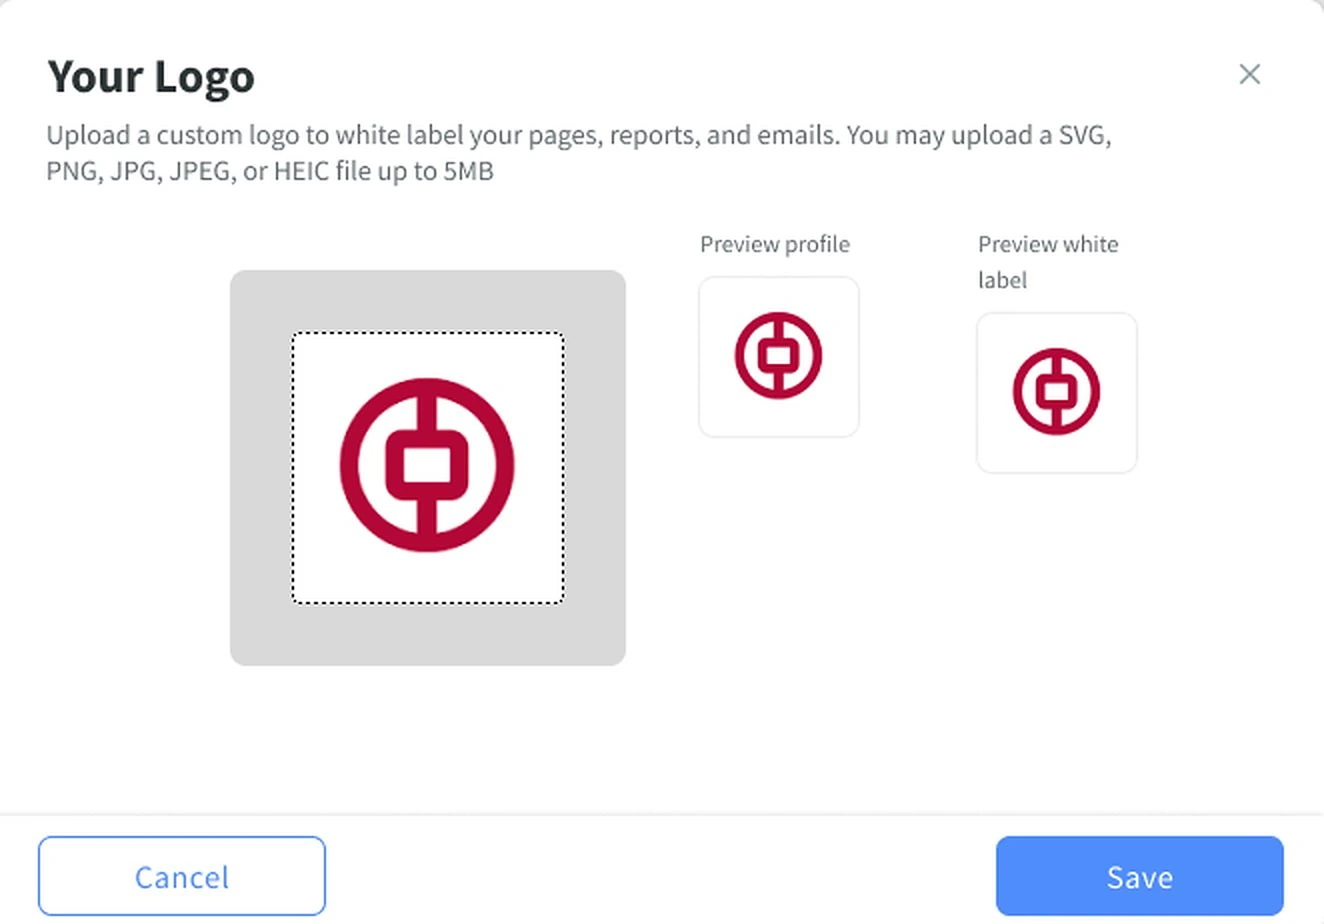 Your Logo
Upload a custom logo to white label your pages, reports, and emails. You may upload a SVG,
PNG, JPG, JPEG, or HEIC file up to 5MB
Preview profile
Preview white
label
Cancel
Save